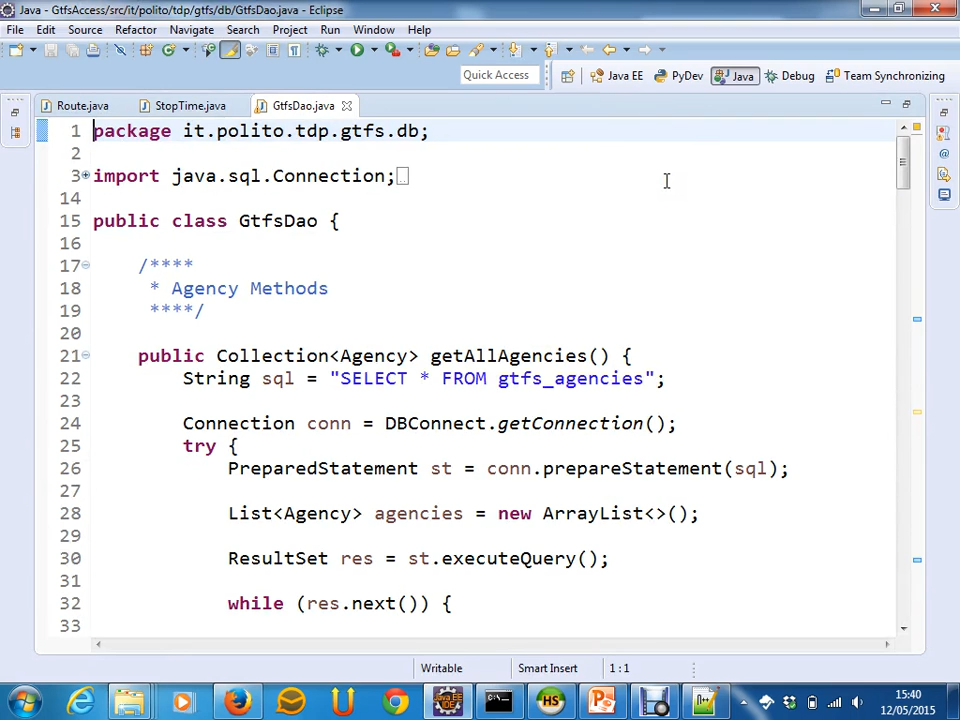 Java - GtfsAccess/src/it/polito/tdp/gtfs/db/GtfsDao.java - Eclipse
File Edit Source Refactor Navigate Search Project Run Window Help
Quick Access Java EE PyDev Java Debug Team Synchronizing
Route.java StopTime.java GtfsDao.java
1 package it.polito.tdp.gtfs.db;
2
3 import java.sql.Connection;
14
15 public class GtfsDao {
16
17 /****
18 * Agency Methods
19 ****/
20
21 public Collection<Agency> getAllAgencies() {
22 String sql = "SELECT * FROM gtfs_agencies";
23
24 Connection conn = DBConnect.getConnection();
25 try {
26 PreparedStatement st = conn.prepareStatement(sql);
27
28 List<Agency> agencies = new ArrayList<>();
29
30 ResultSet res = st.executeQuery();
31
32 while (res.next()) {
33
Writable Smart Insert 1 : 1
15:40
12/05/2015